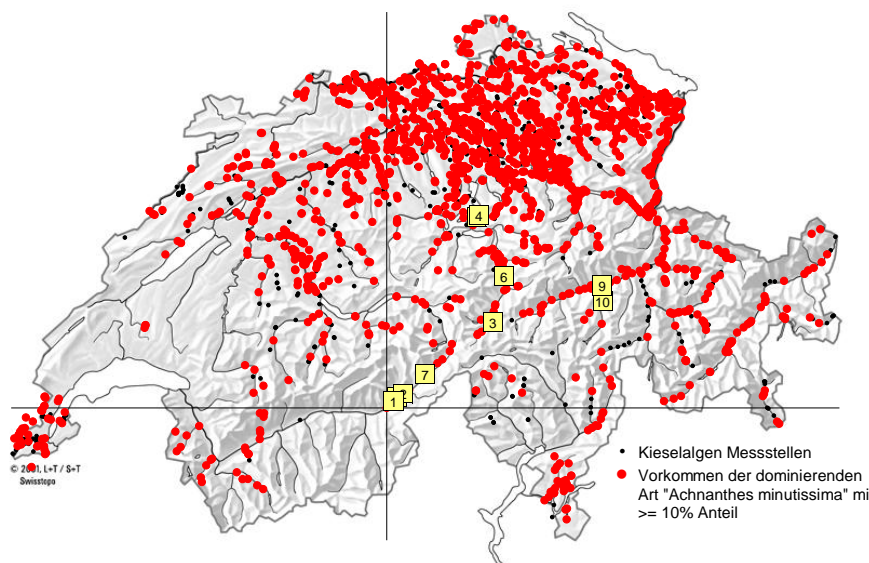 4
6
9
10
3
7
2
1
© 2001, L+T / S+T
Swisstopo
Kieselalgen Messstellen
Vorkommen der dominierenden
Art "Achnanthes minutissima" mi
>= 10% Anteil